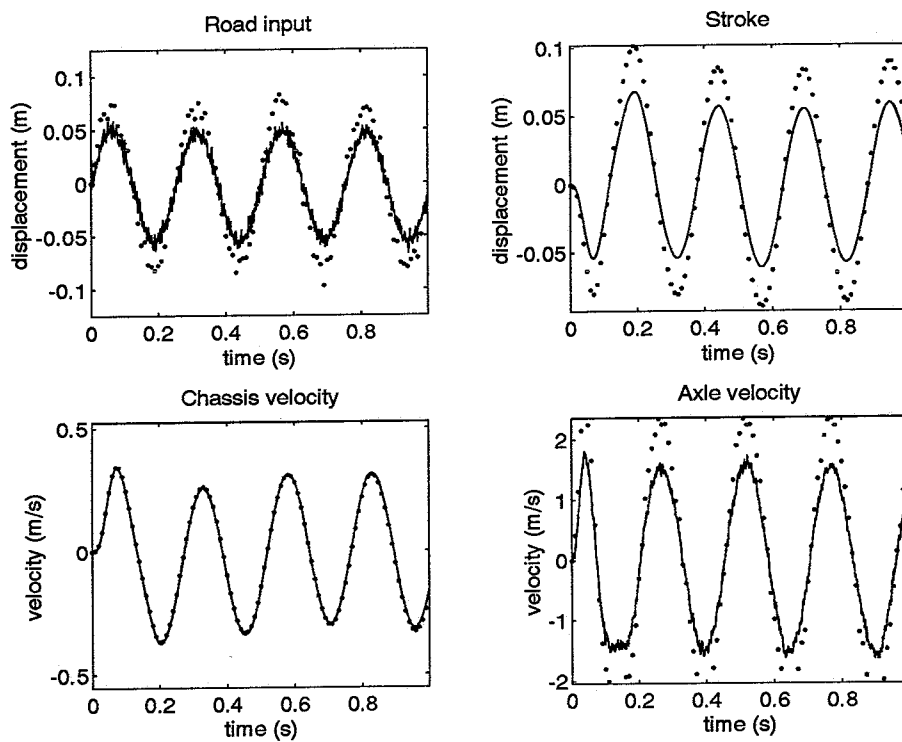 Road input
0.1
0.05
0
-0.05
-0.1
displacement (m)
0 0.2 0.4 0.6 0.8
time (s)
Stroke
0.1
0.05
0
-0.05
displacement (m)
0 0.2 0.4 0.6 0.8
time (s)
Chassis velocity
0.5
0
-0.5
velocity (m/s)
0 0.2 0.4 0.6 0.8
time (s)
Axle velocity
2
1
0
-1
-2
velocity (m/s)
0 0.2 0.4 0.6 0.8
time (s)